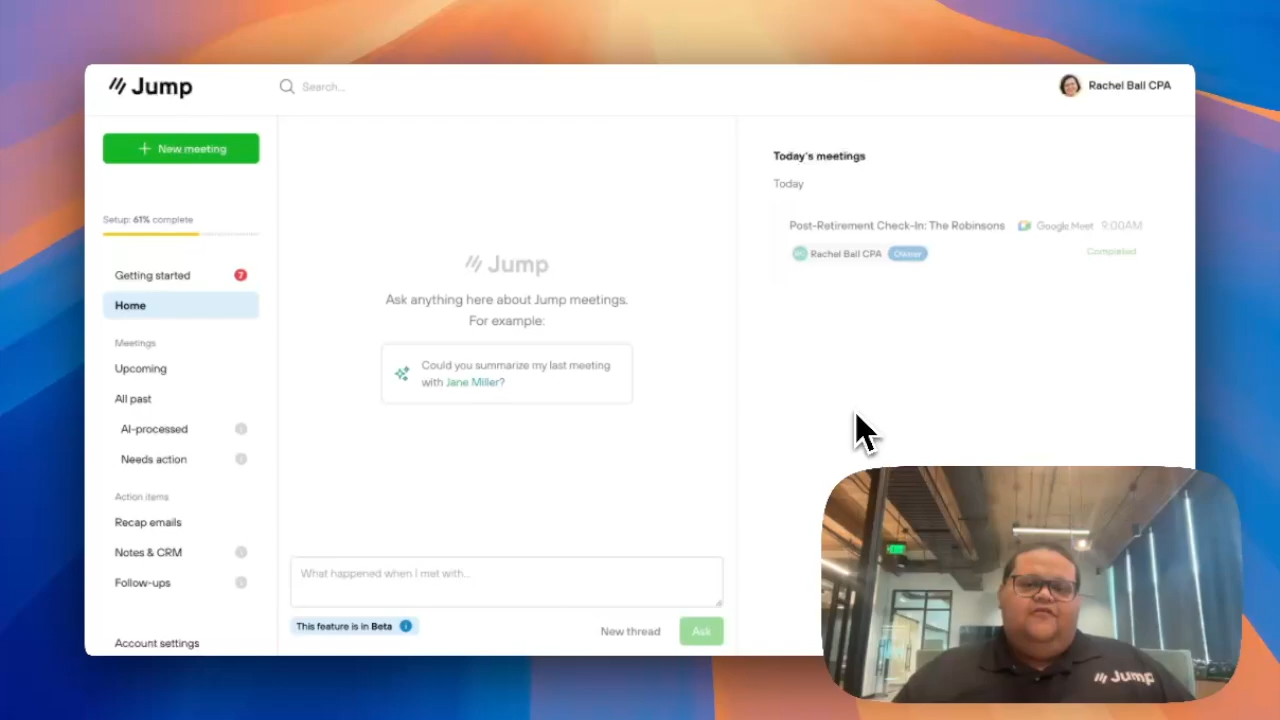 Jump
Search...
Rachel Ball CPA
New meeting
Setup: 61% complete
Getting started
7
Home
Meetings
Upcoming
All past
AI-processed
Needs action
Action items
Recap emails
Notes & CRM
Follow-ups
Account settings
Jump
Ask anything here about Jump meetings.
For example:
Could you summarize my last meeting
with Jane Miller?
What happened when I met with...
This feature is in Beta
New thread
Ask
Today's meetings
Today
Post-Retirement Check-In: The Robinsons
Google Meet
9:00AM
Rachel Ball CPA
Owner
Completed
Jump